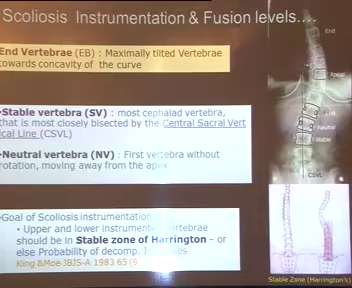 Scoliosis Instrumentation & Fusion levels....
End Vertebrae (EB) : Maximally tilted Vertebrae
towards concavity of the curve
•Stable vertebra (SV) : most cephalad vertebra,
that is most closely bisected by the Central Sacral Vert
ical Line (CSVL)
•Neutral vertebra (NV) : First vertebra without
rotation, moving away from the apex
•Goal of Scoliosis instrumentation
• Upper and lower instrument vertebrae
should be in Stable zone of Harrington – or
else Probability of decomp.
King &Moe JBJS-A 1983 65 (9
End
Apical
End
Neutral
Stable
CSVL
Stable Zone (Harrington's)